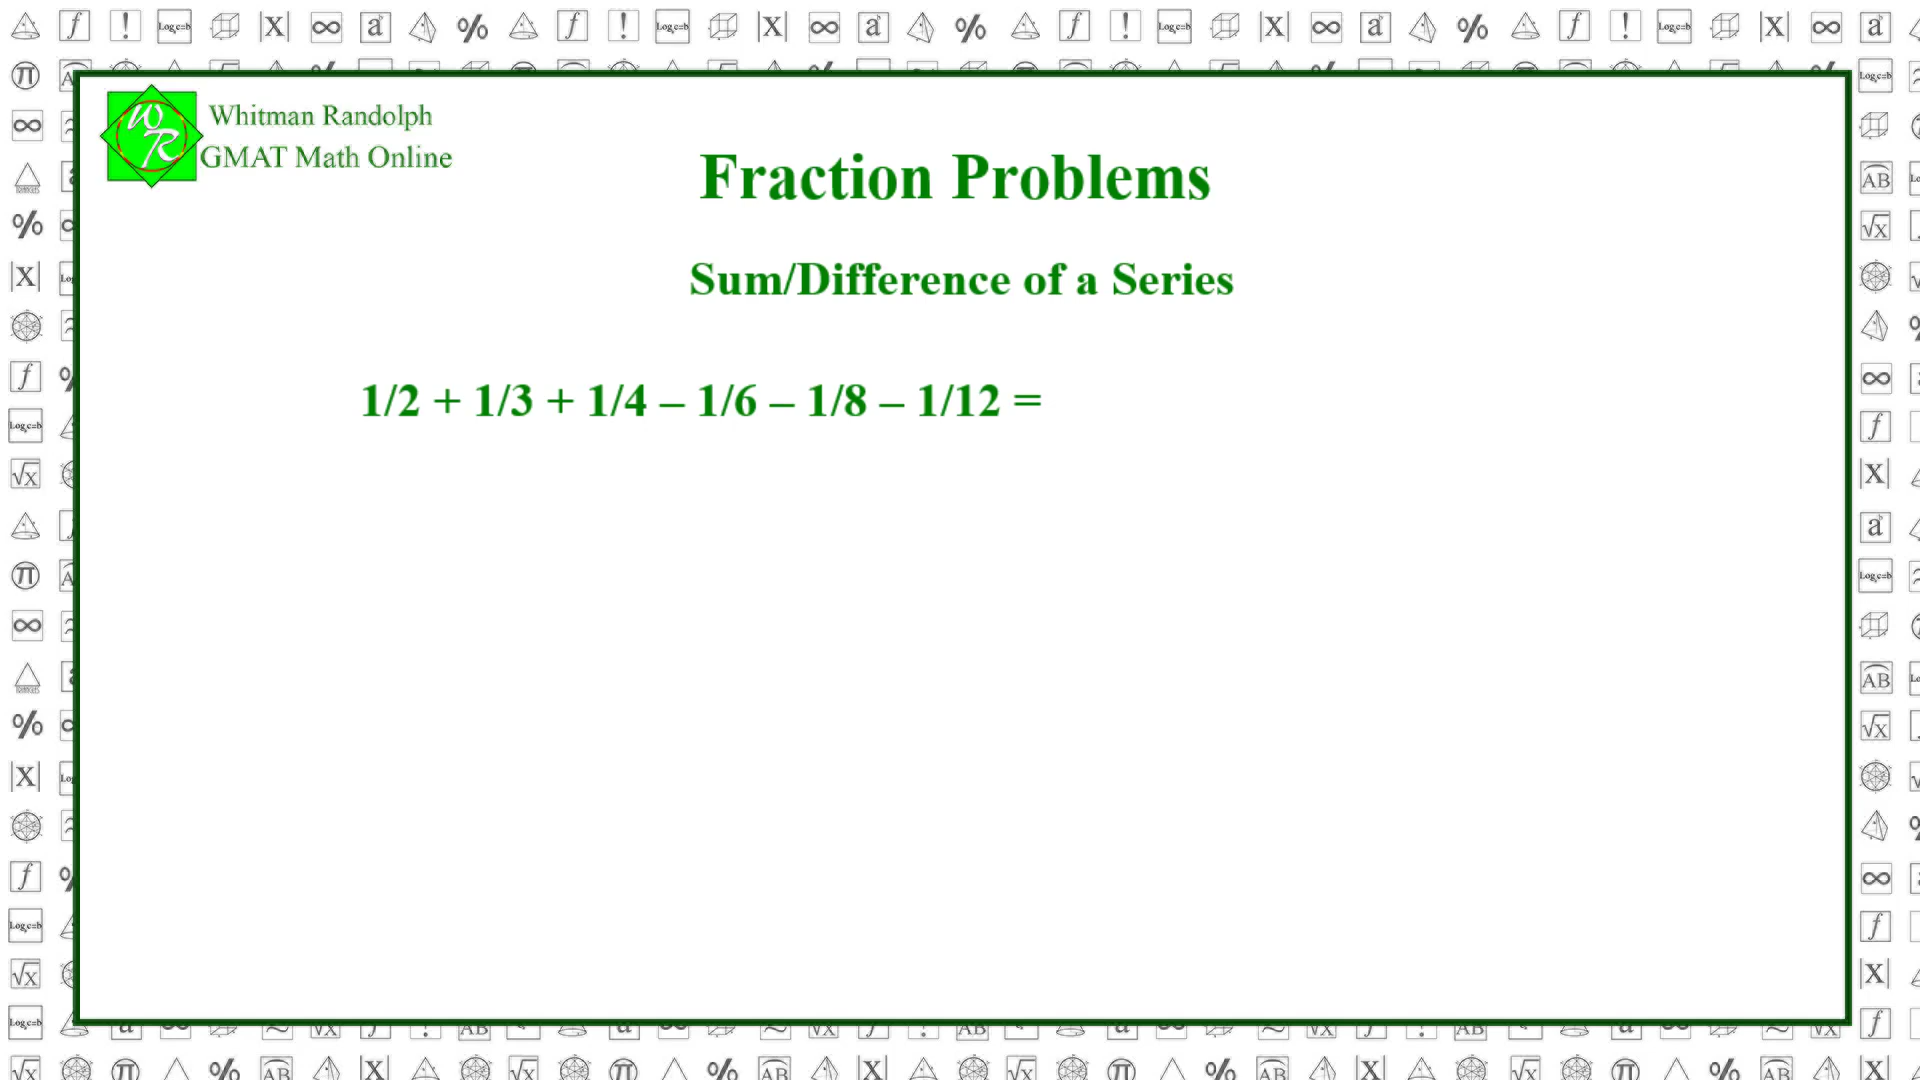 Whitman Randolph
GMAT Math Online
Fraction Problems
Sum/Difference of a Series
1/2 + 1/3 + 1/4 – 1/6 – 1/8 – 1/12 =